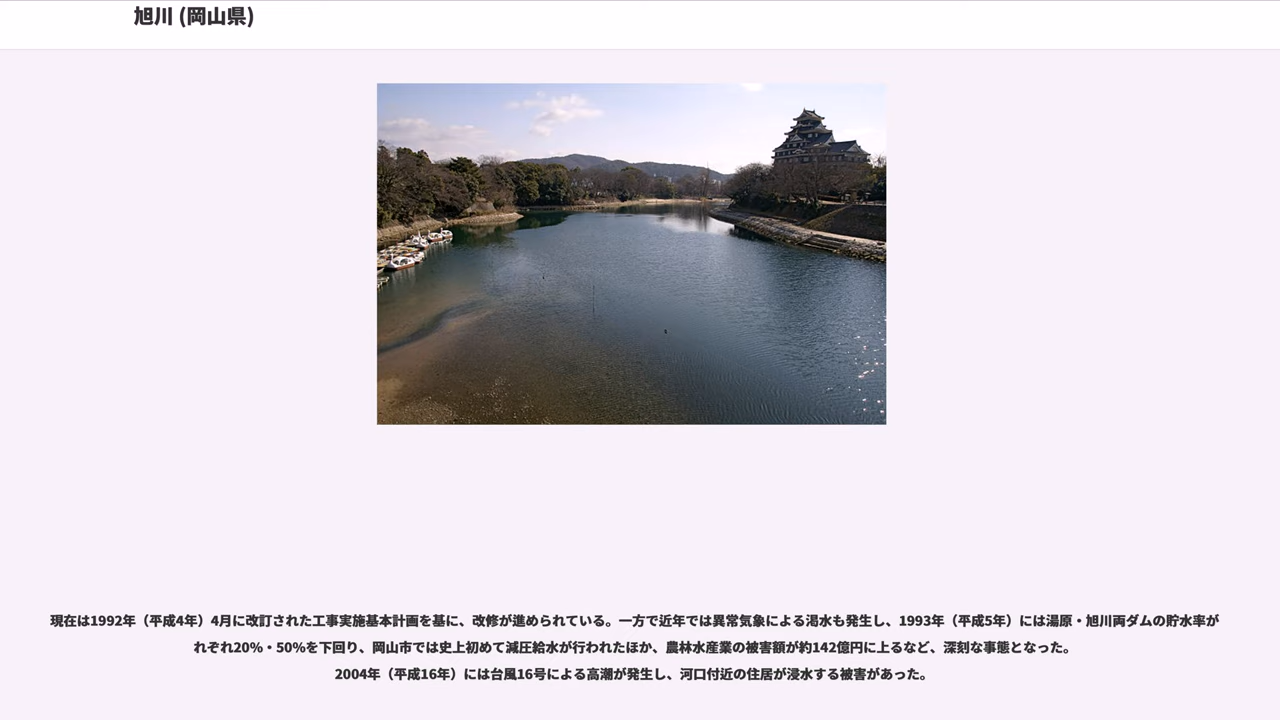 旭川 (岡山県)
現在は1992年（平成4年）4月に改訂された工事実施基本計画を基に、改修が進められている。一方で近年では異常気象による渇水も発生し、1993年（平成5年）には湯原・旭川両ダムの貯水率が
れぞれ20%・50%を下回り、岡山市では史上初めて減圧給水が行われたほか、農林水産業の被害額が約142億円に上るなど、深刻な事態となった。
2004年（平成16年）には台風16号による高潮が発生し、河口付近の住居が浸水する被害があった。